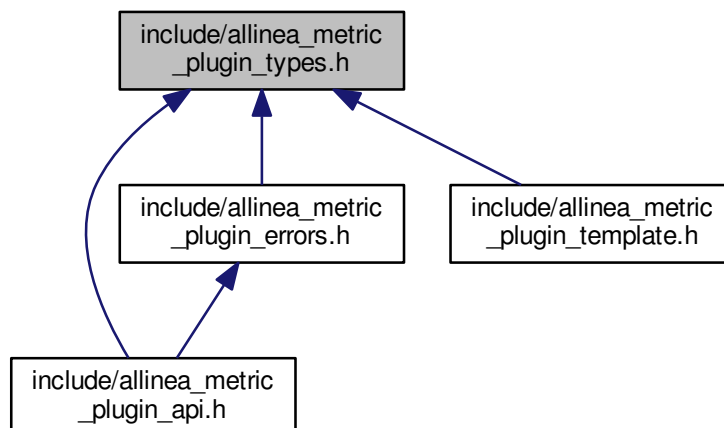 include/allinea_metric
_plugin_types.h
include/allinea_metric
_plugin_errors.h
include/allinea_metric
_plugin_template.h
include/allinea_metric
_plugin_api.h